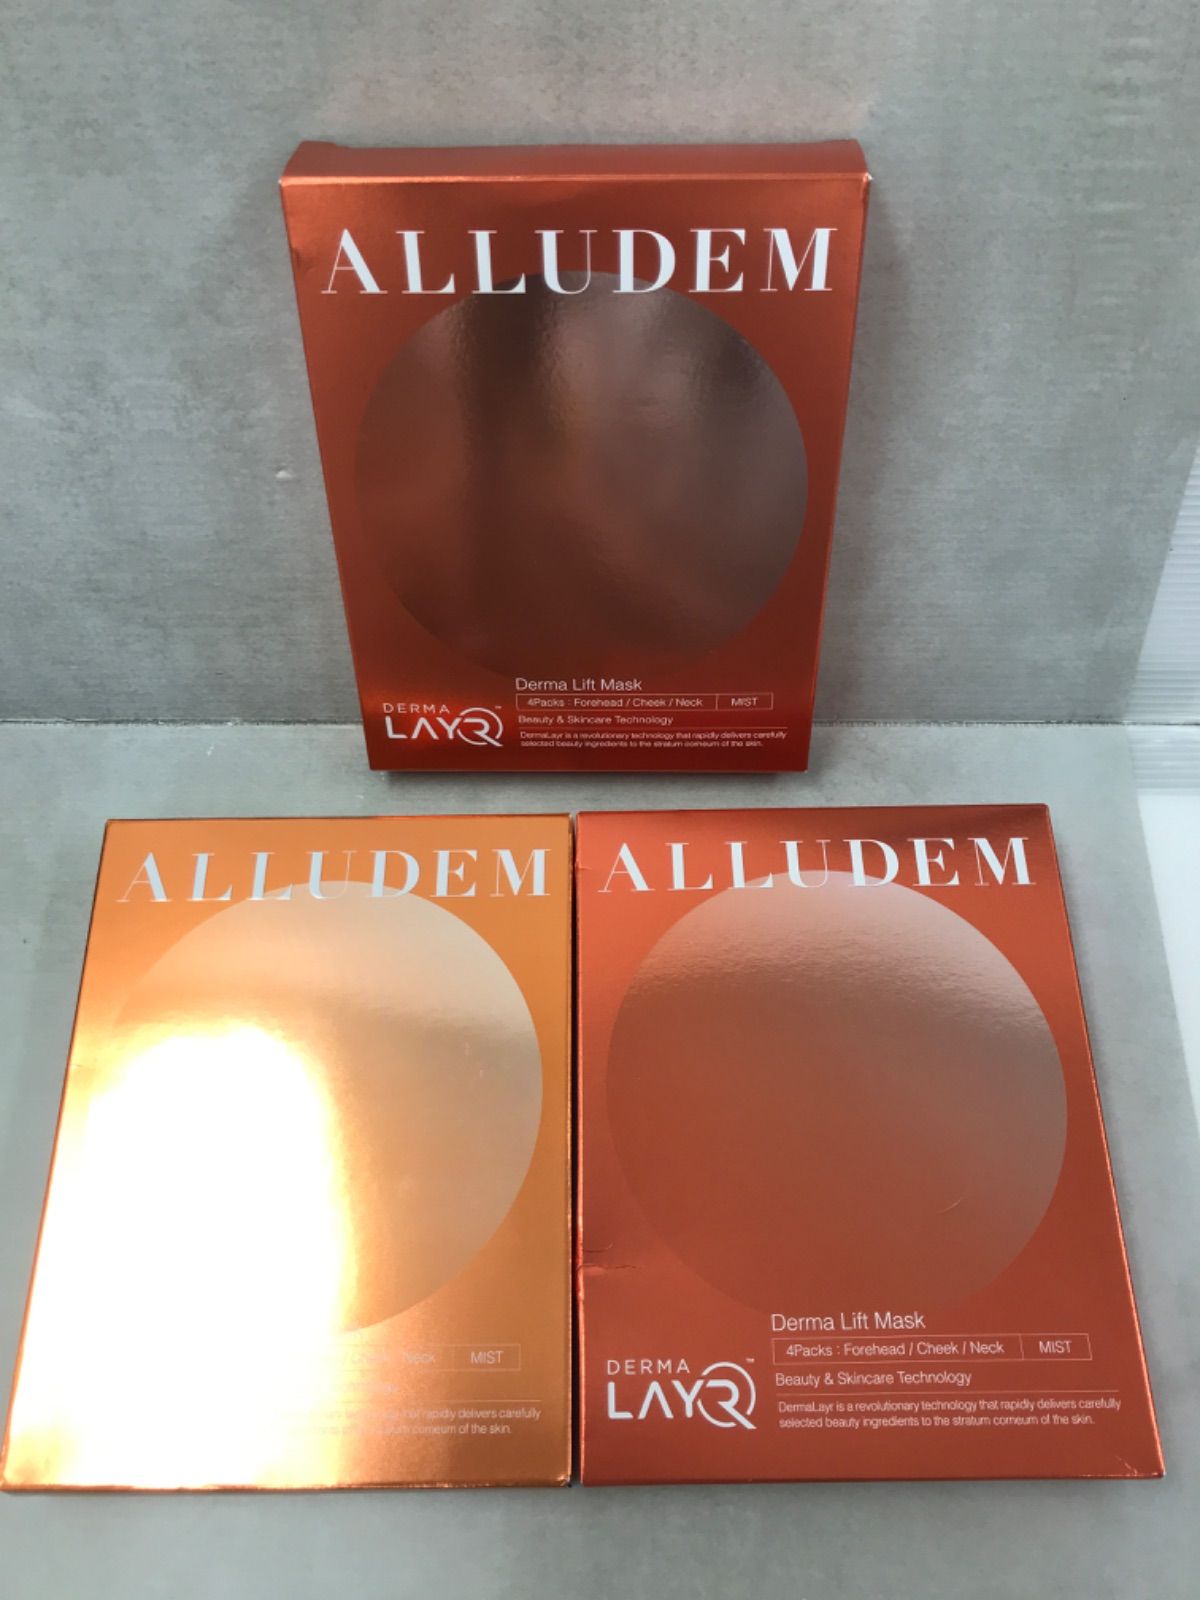 ALLUDEM
Derma Lift Mask
4Packs : Forehead / Cheek / Neck MIST
DERMA
LAYR™
Beauty & Skincare Technology
DermaLayr is a revolutionary technology that rapidly delivers carefully
selected beauty ingredients to the stratum corneum of the skin.
ALLUDEM
/ Cheek / Neck MIST
that rapidly delivers carefully
corneum of the skin.
ALLUDEM
Derma Lift Mask
4Packs : Forehead / Cheek / Neck MIST
DERMA
LAYR™
Beauty & Skincare Technology
DermaLayr is a revolutionary technology that rapidly delivers carefully
selected beauty ingredients to the stratum corneum of the skin.